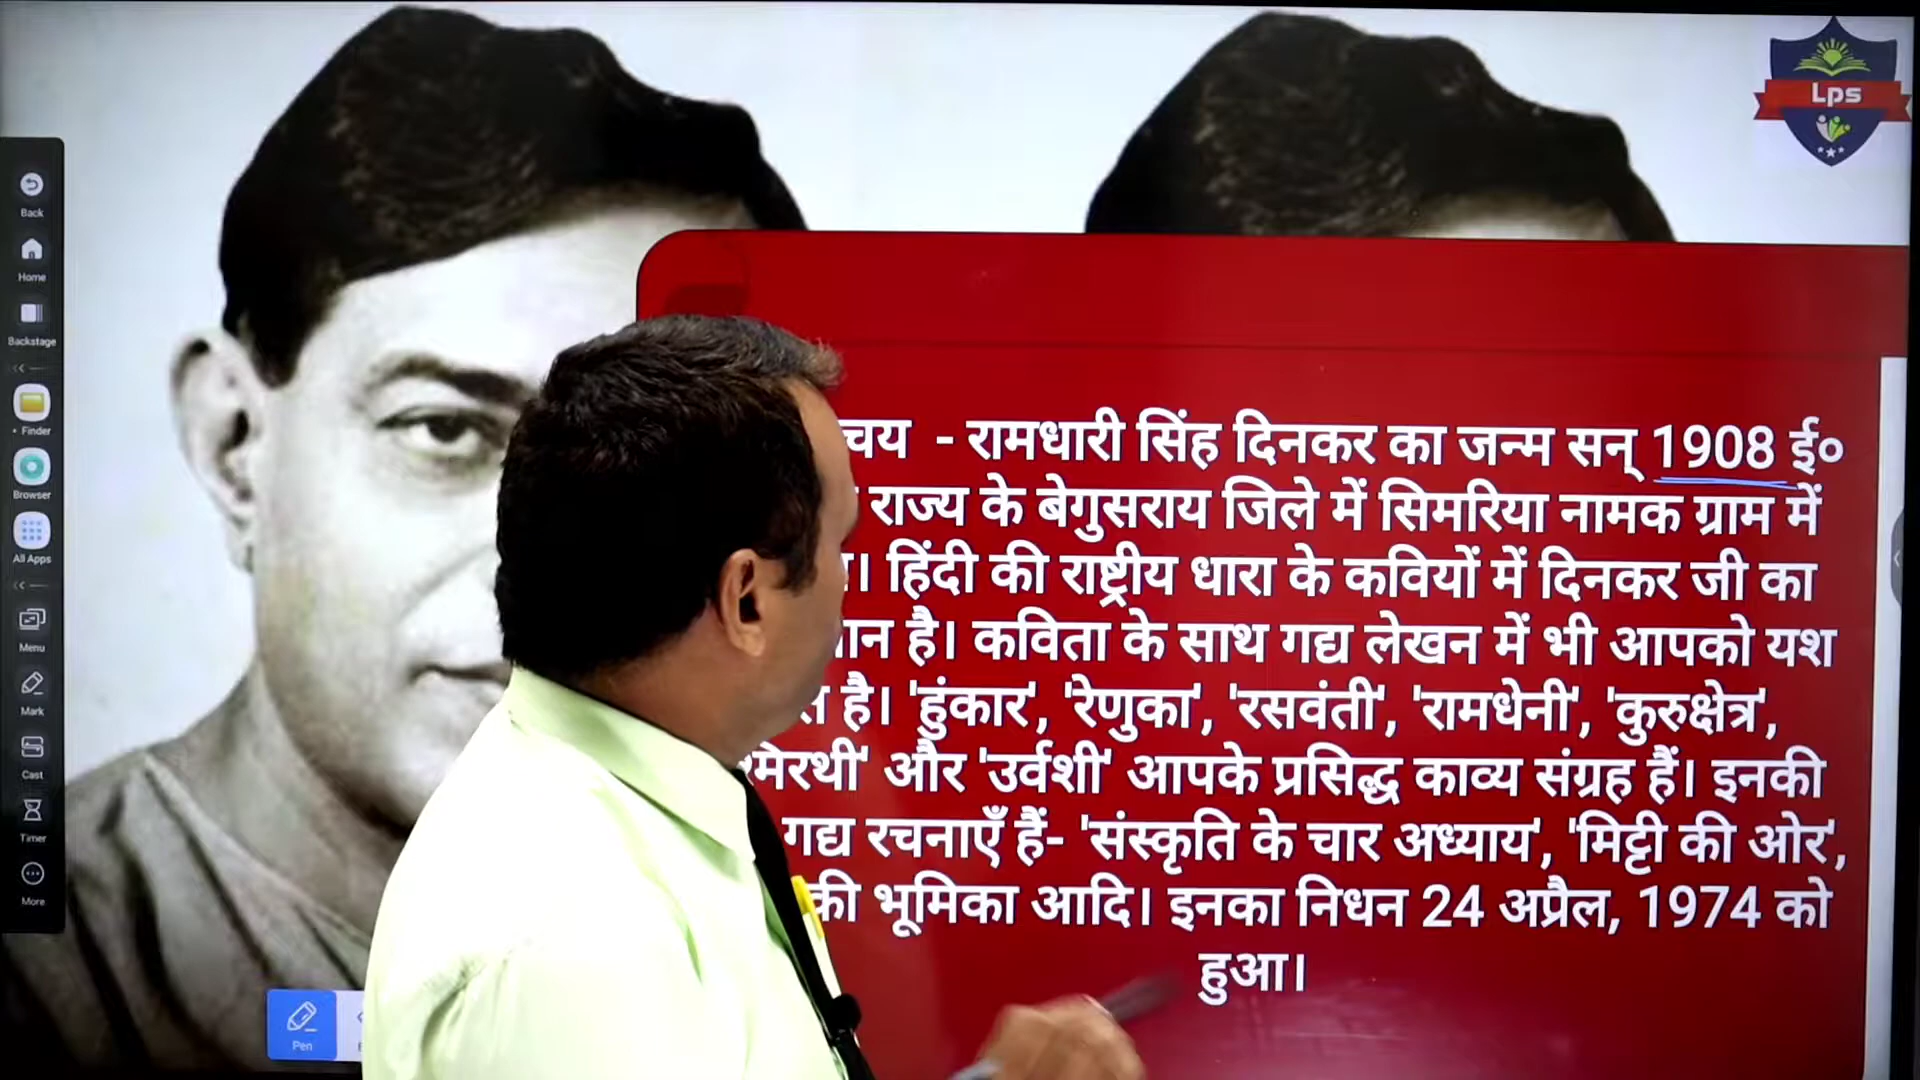 Lps
Back
Home
Backstage
Finder
Browser
All Apps
Menu
Mark
Cast
Timer
More
Pen
- रामधारी सिंह दिनकर का जन्म सन् 1908 ई०
राज्य के बेगुसराय जिले में सिमरिया नामक ग्राम में
हिंदी की राष्ट्रीय धारा के कवियों में दिनकर जी का
है। कविता के साथ गद्य लेखन में भी आपको यश
है। 'हुंकार', 'रेणुका', 'रसवंती', 'रामधेनी', 'कुरुक्षेत्र',
और 'उर्वशी' आपके प्रसिद्ध काव्य संग्रह हैं। इनकी
गद्य रचनाएँ हैं- 'संस्कृति के चार अध्याय', 'मिट्टी की ओर',
की भूमिका आदि। इनका निधन 24 अप्रैल, 1974 को
हुआ।